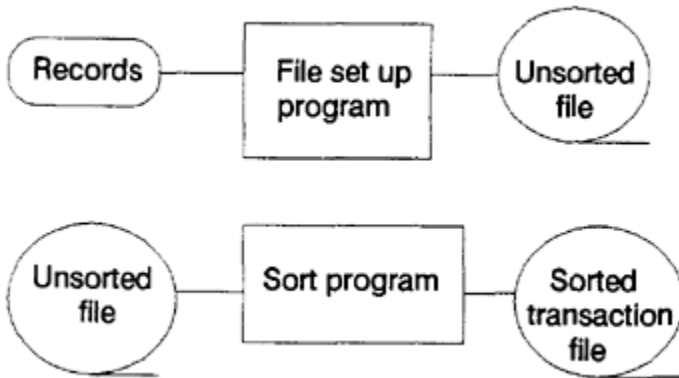 Records
File set up
program
Unsorted
file
Unsorted
file
Sort program
Sorted
transaction
file